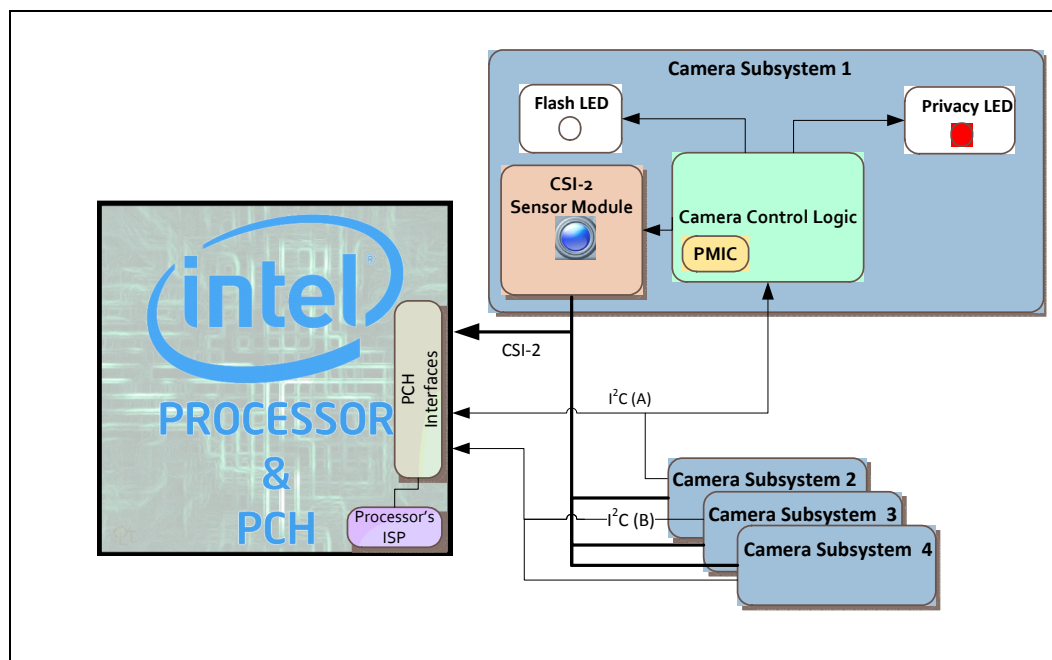 Camera Subsystem 1
Flash LED
Privacy LED
CSI-2
Sensor Module
Camera Control Logic
PMIC
intel
®
PROCESSOR
&
PCH
PCH
Interfaces
Processor's
ISP
CSI-2
I²C (A)
I²C (B)
Camera Subsystem 2
Camera Subsystem 3
Camera Subsystem 4